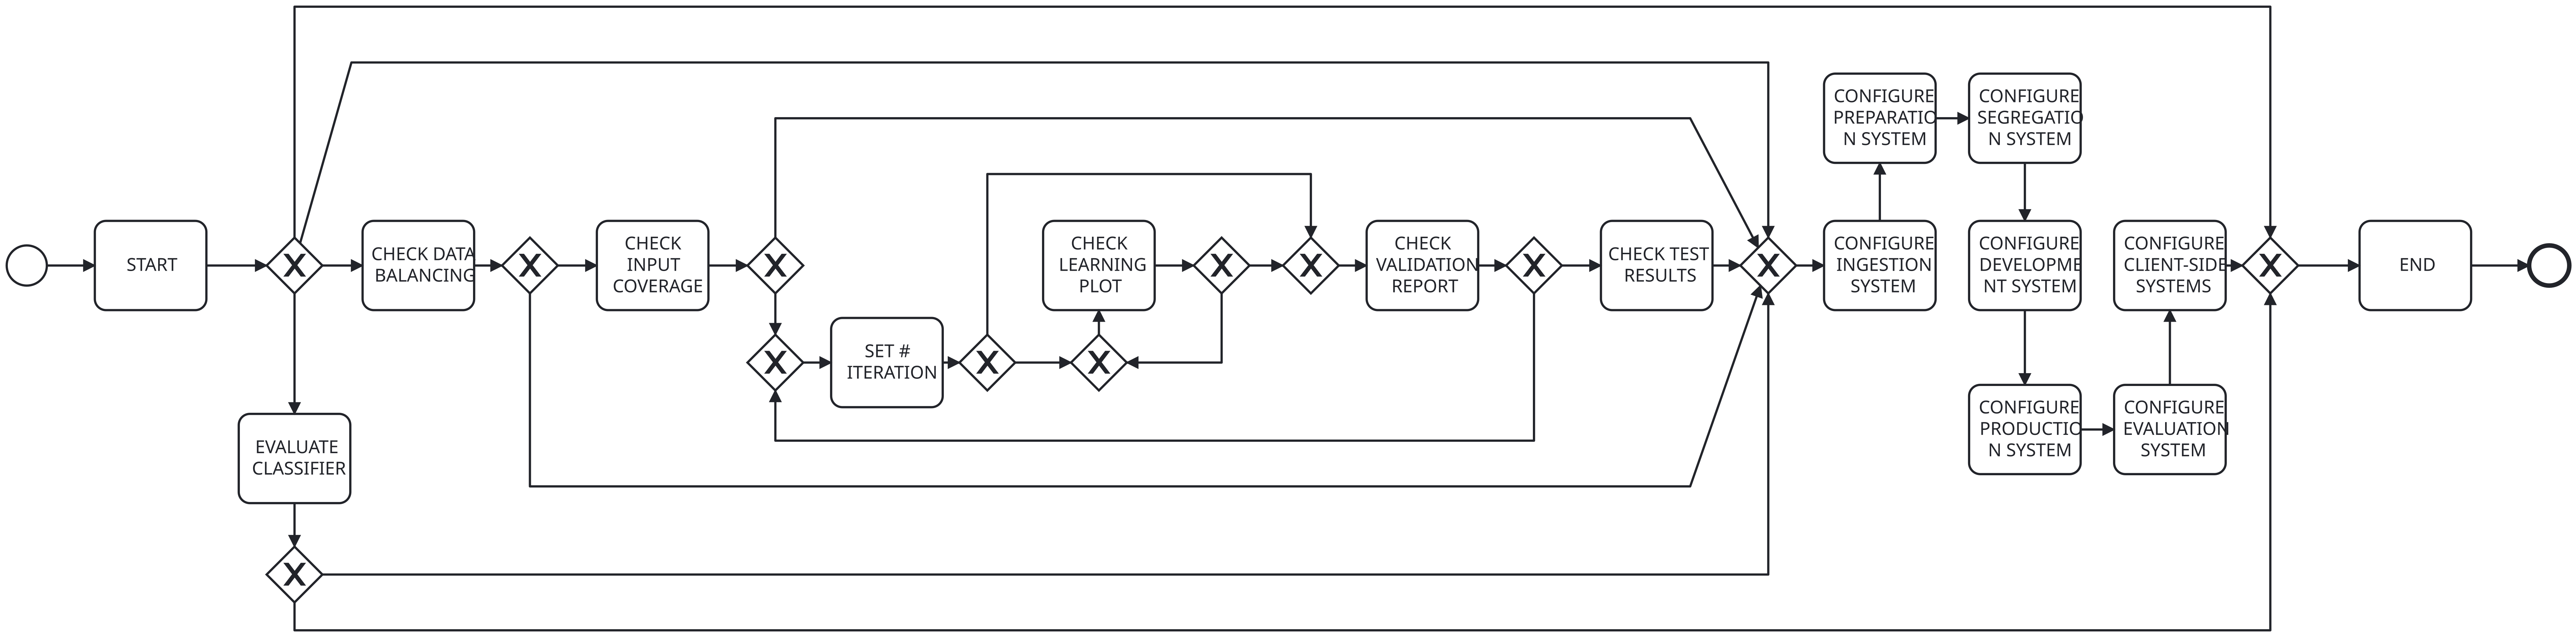 START
CHECK DATA
BALANCING
CHECK
INPUT
COVERAGE
SET #
ITERATION
CHECK
LEARNING
PLOT
CHECK
VALIDATION
REPORT
CHECK TEST
RESULTS
CONFIGURE
INGESTION
SYSTEM
CONFIGURE
PREPARATIO
N SYSTEM
CONFIGURE
SEGREGATIO
N SYSTEM
CONFIGURE
DEVELOPME
NT SYSTEM
CONFIGURE
PRODUCTIO
N SYSTEM
CONFIGURE
EVALUATION
SYSTEM
CONFIGURE
CLIENT-SIDE
SYSTEMS
END
EVALUATE
CLASSIFIER